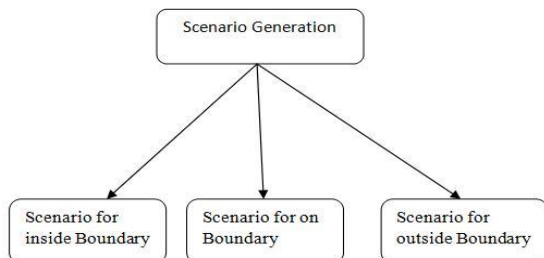 Scenario Generation
Scenario for
inside Boundary
Scenario for on
Boundary
Scenario for
outside Boundary